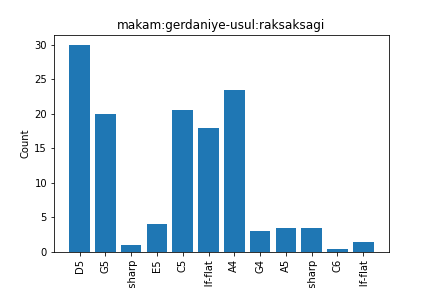 makam:gerdaniye-usul:raksaksagi
30
25
20
15
10
5
0
Count
D5
G5
sharp
E5
C5
lf-flat
A4
G4
A5
sharp
C6
lf-flat